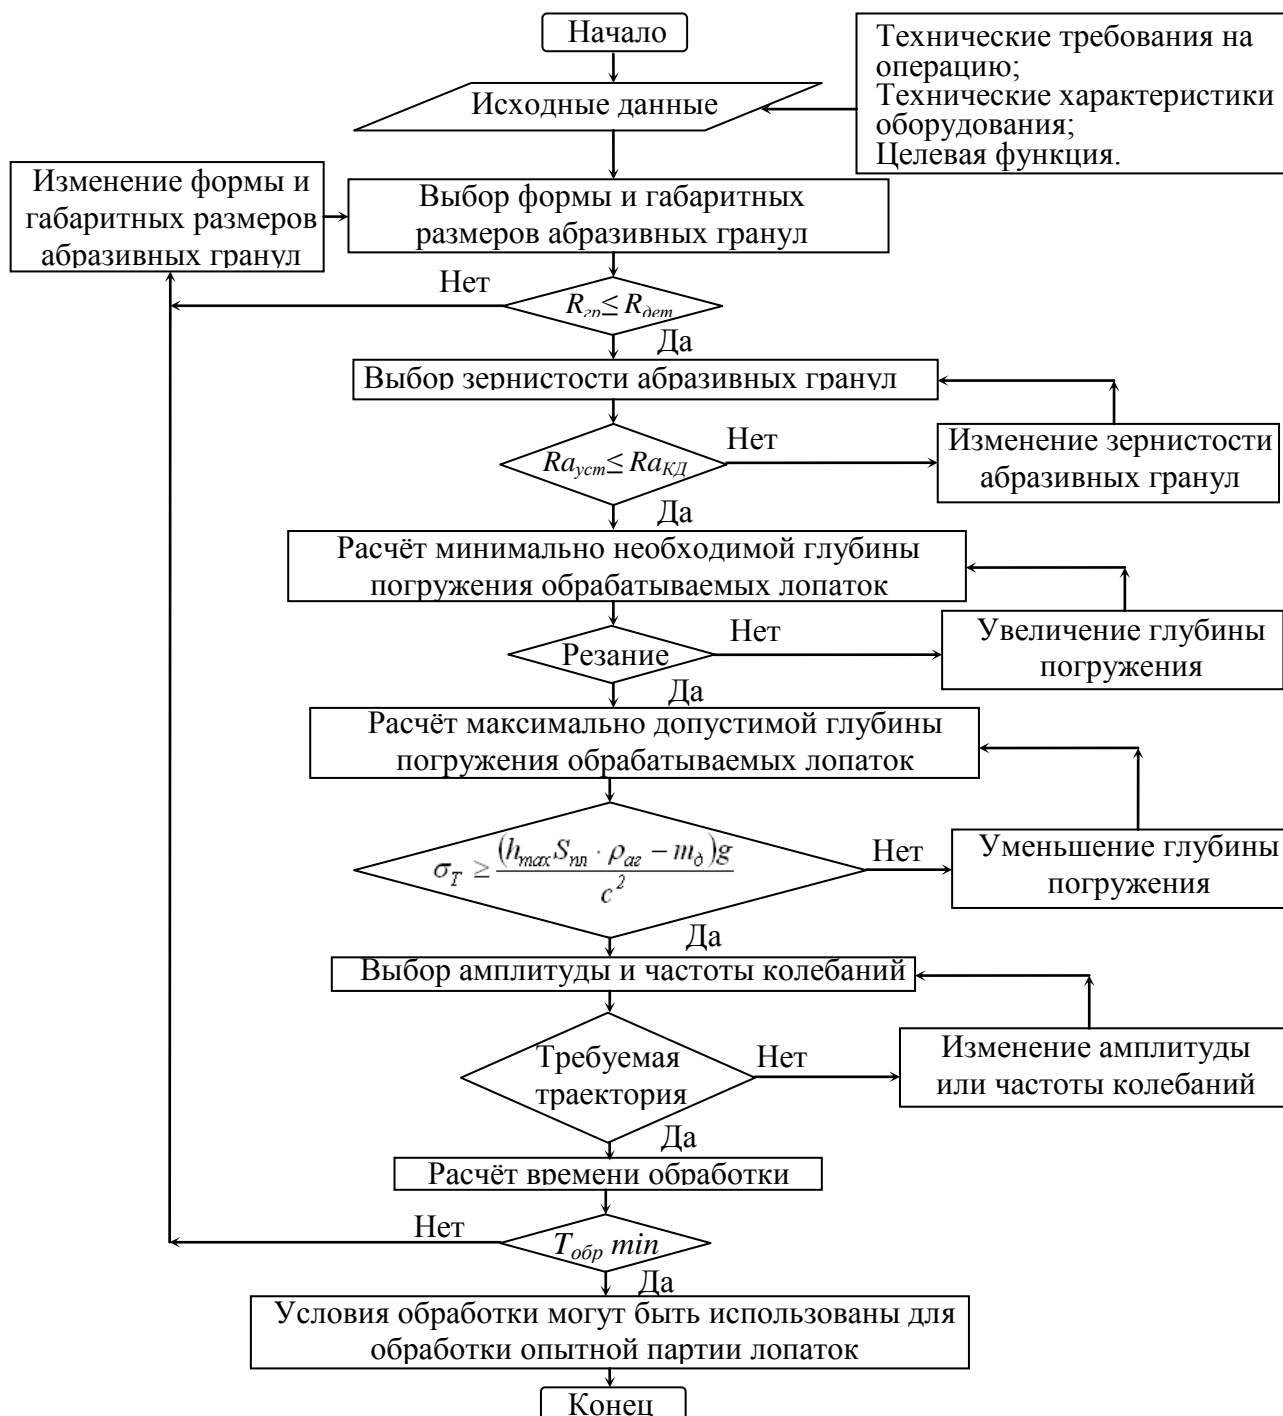 Начало
Технические требования на
операцию;
Технические характеристики
оборудования;
Целевая функция.
Исходные данные
Изменение формы и
габаритных размеров
абразивных гранул
Выбор формы и габаритных
размеров абразивных гранул
Нет
R_гр ≤ R_дет
Да
Выбор зернистости абразивных гранул
Ra_уст ≤ Ra_КД
Нет
Изменение зернистости
абразивных гранул
Да
Расчёт минимально необходимой глубины
погружения обрабатываемых лопаток
Резание
Нет
Увеличение глубины
погружения
Да
Расчёт максимально допустимой глубины
погружения обрабатываемых лопаток
σ_T ≥ (h_max S_пл · ρ_аг − m_д)g / c^2
Нет
Уменьшение глубины
погружения
Да
Выбор амплитуды и частоты колебаний
Требуемая
траектория
Нет
Изменение амплитуды
или частоты колебаний
Да
Расчёт времени обработки
Нет
T_обр min
Да
Условия обработки могут быть использованы для
обработки опытной партии лопаток
Конец